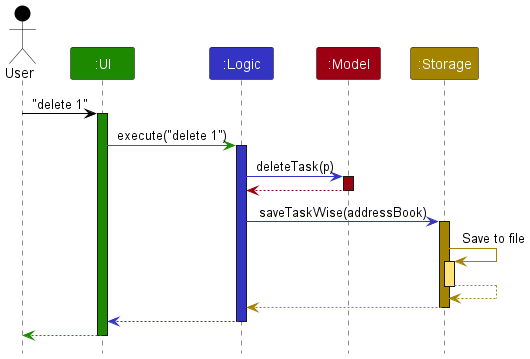 User
:UI
:Logic
:Model
:Storage
"delete 1"
execute("delete 1")
deleteTask(p)
saveTaskWise(addressBook)
Save to file